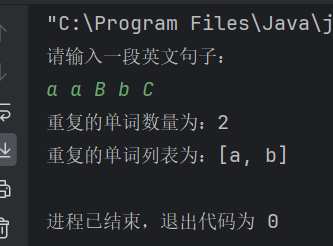 "C:\Program Files\Java\j
请输入一段英文句子:
a a B b C
重复的单词数量为: 2
重复的单词列表为: [a, b]
进程已结束，退出代码为 0